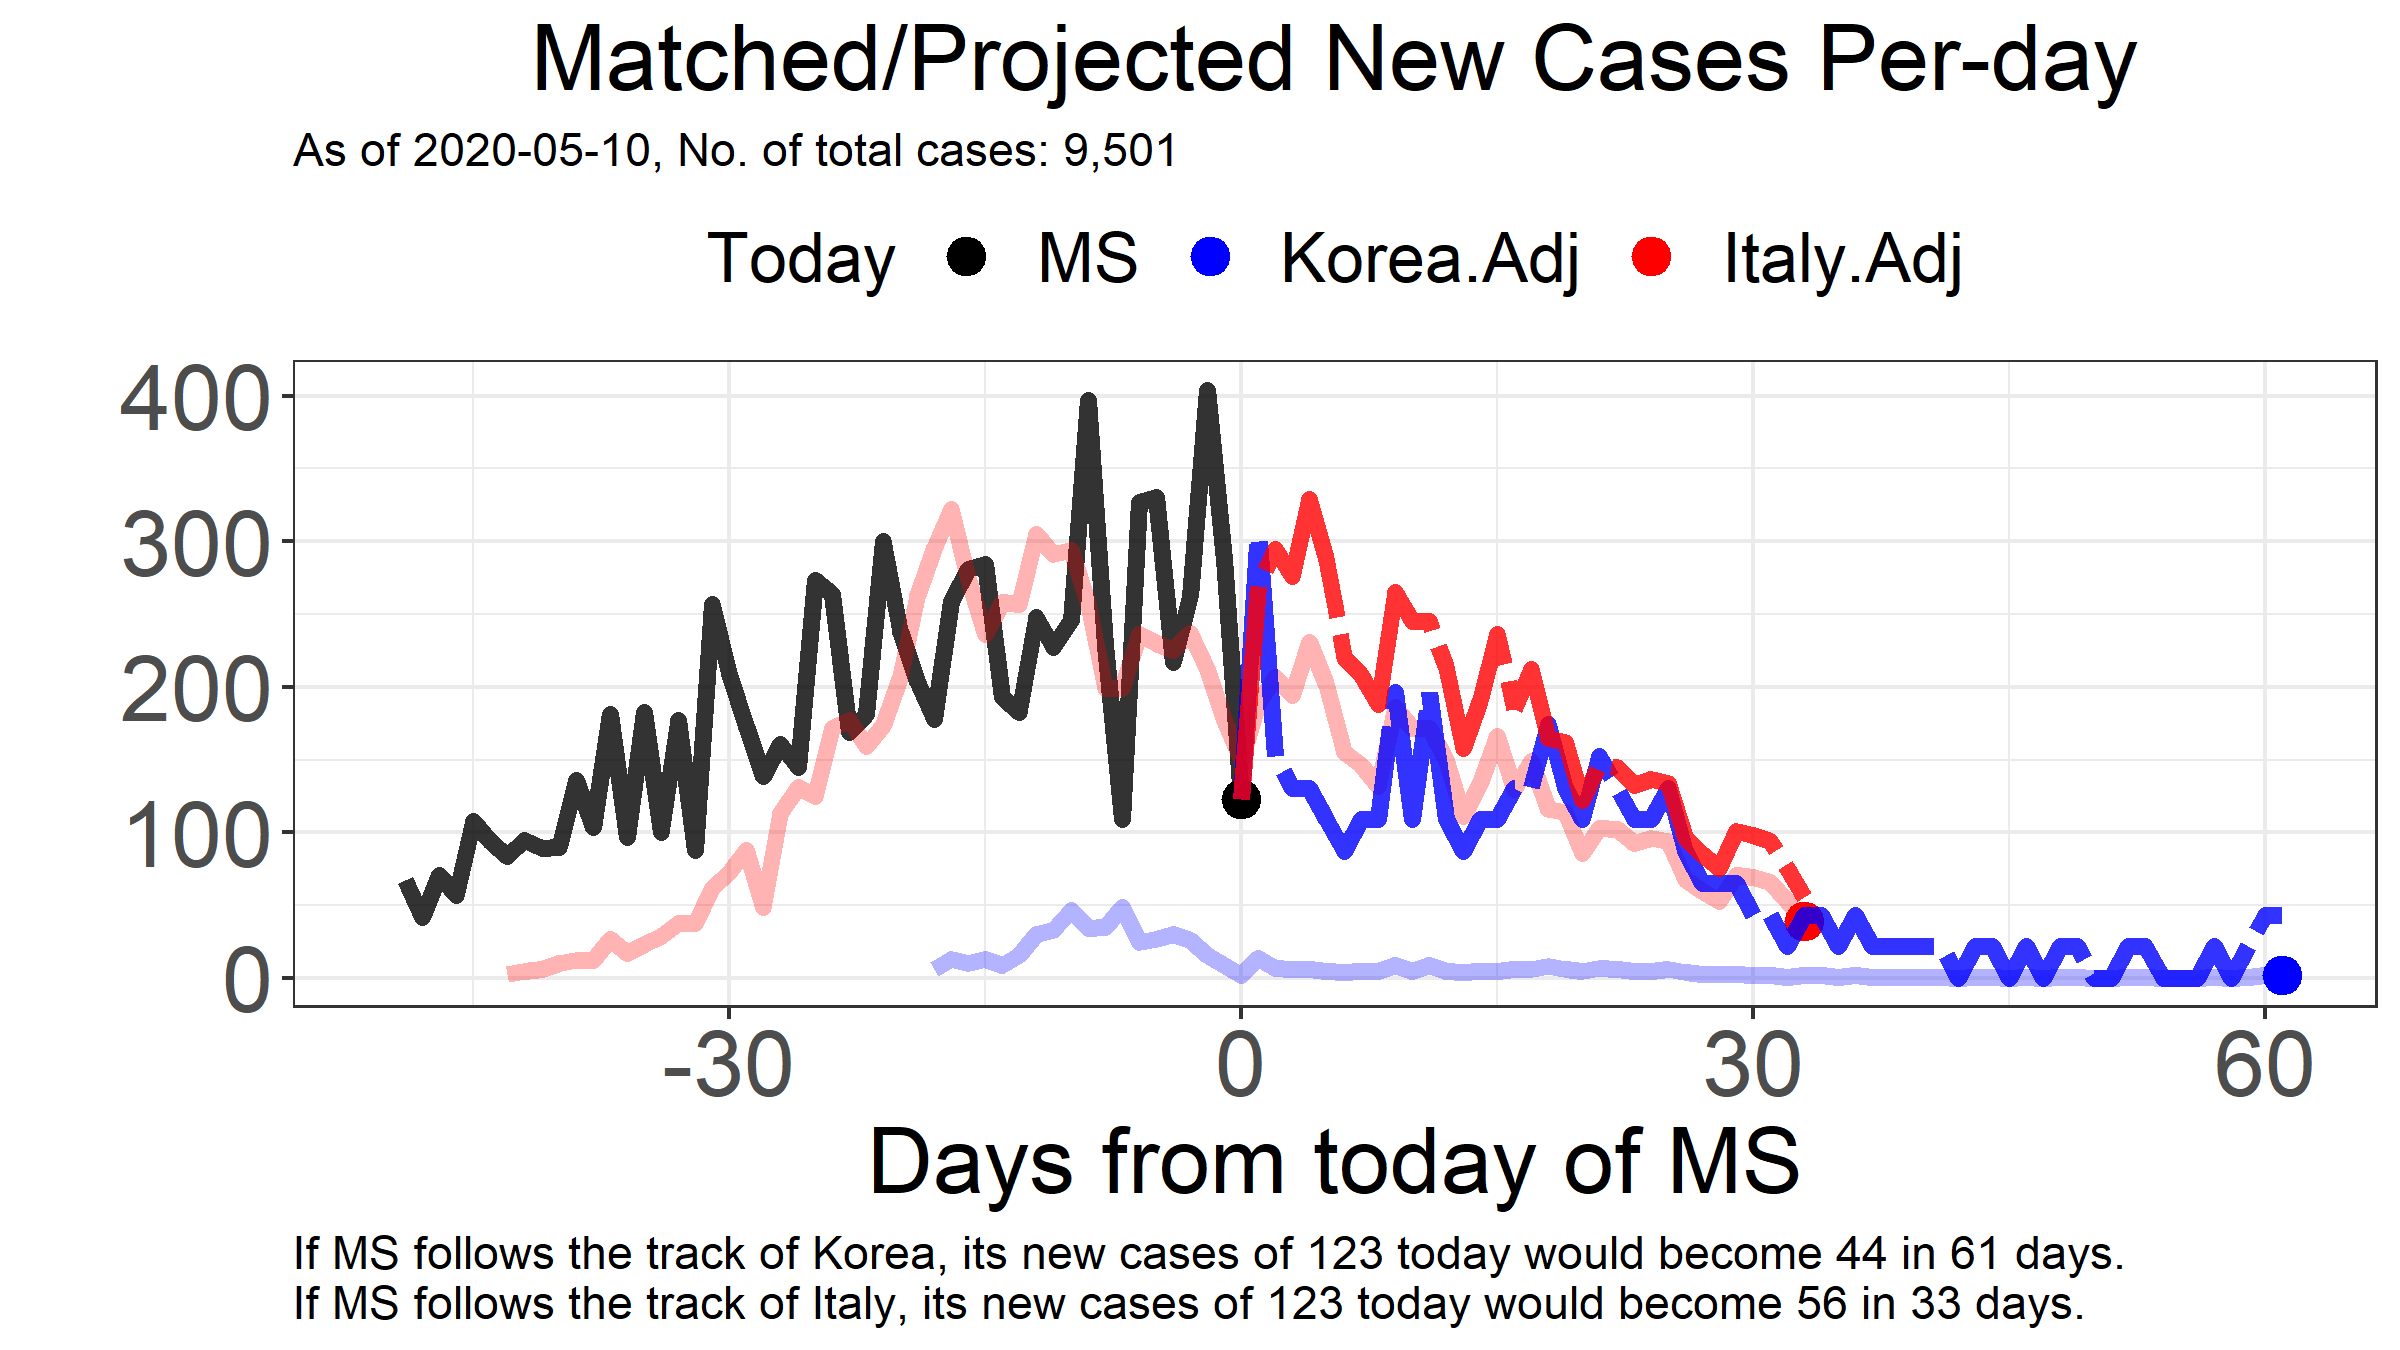 Matched/Projected New Cases Per-day
As of 2020-05-10, No. of total cases: 9,501
Today MS Korea.Adj Italy.Adj
400
300
200
100
0
-30 0 30 60
Days from today of MS
If MS follows the track of Korea, its new cases of 123 today would become 44 in 61 days.
If MS follows the track of Italy, its new cases of 123 today would become 56 in 33 days.